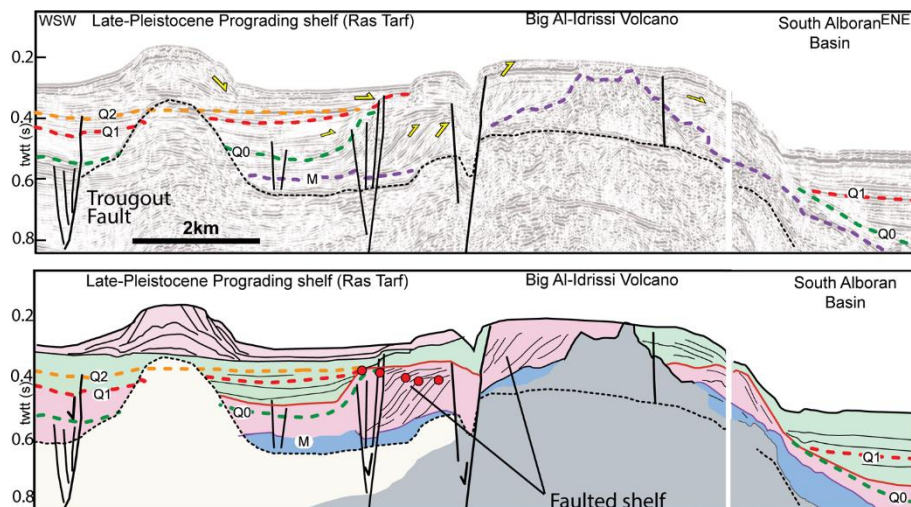 Late-Pleistocene Prograding shelf (Ras Tarf)
Big Al-Idrissi Volcano
South Alboran
Basin
WSW
ENE
0.2
0.4
0.6
0.8
twtt (s)
Q2
Q1
Q0
M
Q1
Q0
Trougout
Fault
2km
Late-Pleistocene Prograding shelf (Ras Tarf)
Big Al-Idrissi Volcano
South Alboran
Basin
0.2
0.4
0.6
0.8
twtt (s)
Q2
Q1
Q0
M
Q1
Q0
Faulted shelf